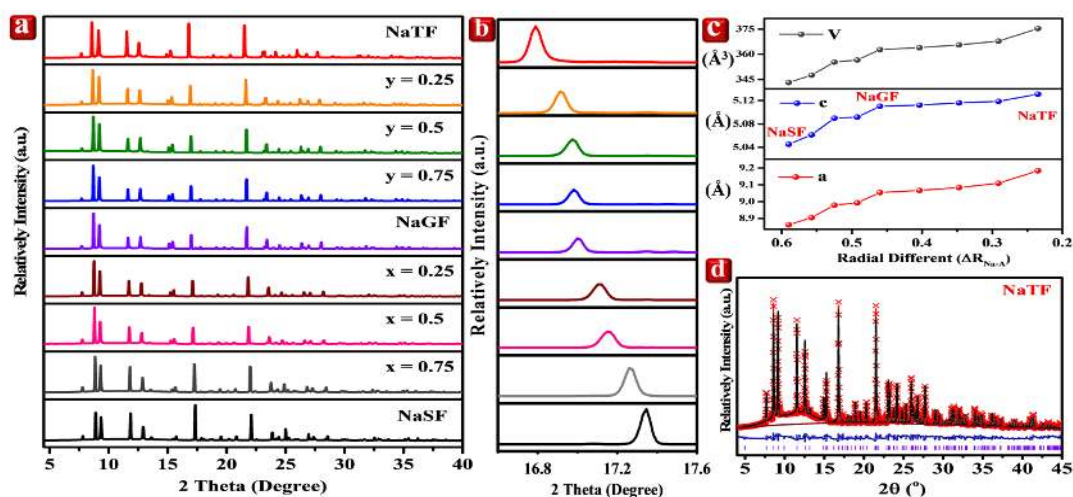 a
Relatively Intensity (a.u.)
NaTF
y = 0.25
y = 0.5
y = 0.75
NaGF
x = 0.25
x = 0.5
x = 0.75
NaSF
5 10 15 20 25 30 35 40
2 Theta (Degree)
b
Relatively Intensity (a.u.)
16.8 17.2 17.6
2 Theta (Degree)
c
375
360
345
(Å³)
V
5.12
5.08
5.04
(Å)
c
NaSF
NaGF
NaTF
9.1
9.0
8.9
(Å)
a
0.6 0.5 0.4 0.3 0.2
Radial Different (ΔR_Na-A)
d
Relatively Intensity (a.u.)
NaTF
5 10 15 20 25 30 35 40 45
2θ (°)